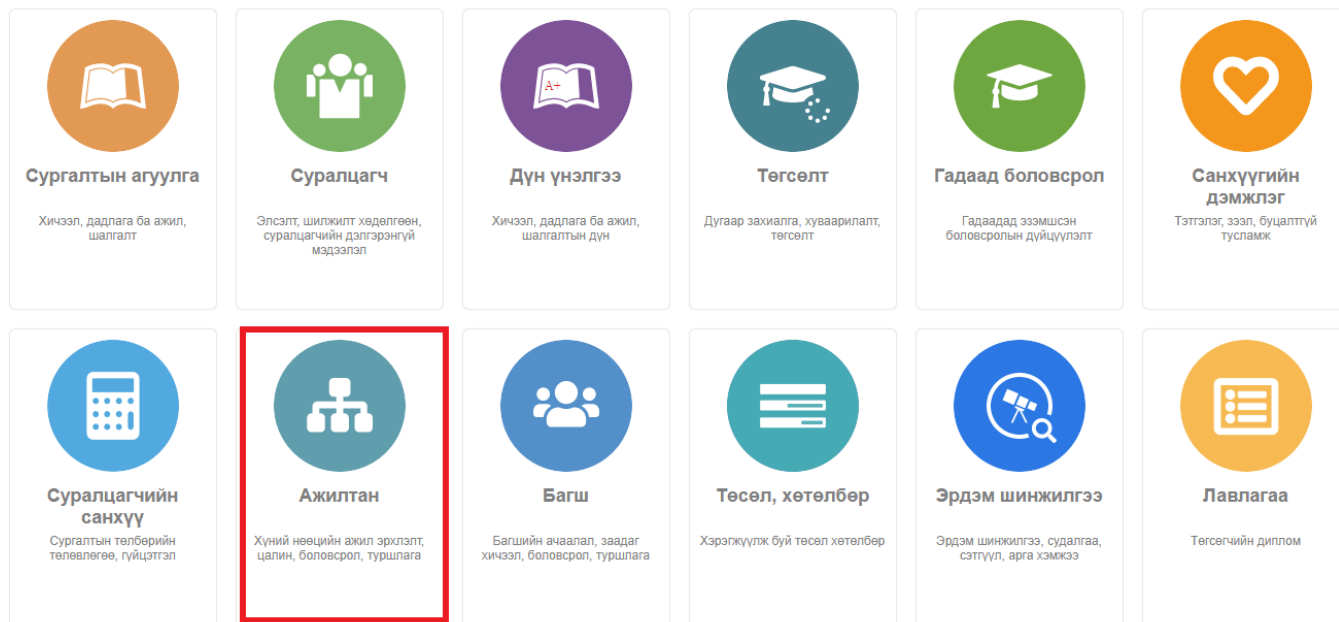 Сургалтын агуулга
Хичээл, дадлага ба ажил,
шалгалт
Суралцагч
Элсэлт, шилжилт хөдөлгөөн,
суралцагчийн дэлгэрэнгүй
мэдээлэл
A+
Дүн үнэлгээ
Хичээл, дадлага ба ажил,
шалгалтын дүн
Төгсөлт
Дугаар захиалга, хуваарилалт,
төгсөлт
Гадаад боловсрол
Гадаадад эзэмшсэн
боловсролын дүйцүүлэлт
Санхүүгийн
дэмжлэг
Тэтгэлэг, зээл, буцалтгүй
тусламж
Суралцагчийн
санхүү
Сургалтын төлбөрийн
төлөвлөгөө, гүйцэтгэл
Ажилтан
Хүний нөөцийн ажил эрхлэлт,
цалин, боловсрол, туршлага
Багш
Багшийн ачаалал, заадаг
хичээл, боловсрол, туршлага
Төсөл, хөтөлбөр
Хэрэгжүүлж буй төсөл хөтөлбөр
Эрдэм шинжилгээ
Эрдэм шинжилгээ, судалгаа,
сэтгүүл, арга хэмжээ
Лавлагаа
Төгсөгчийн диплом